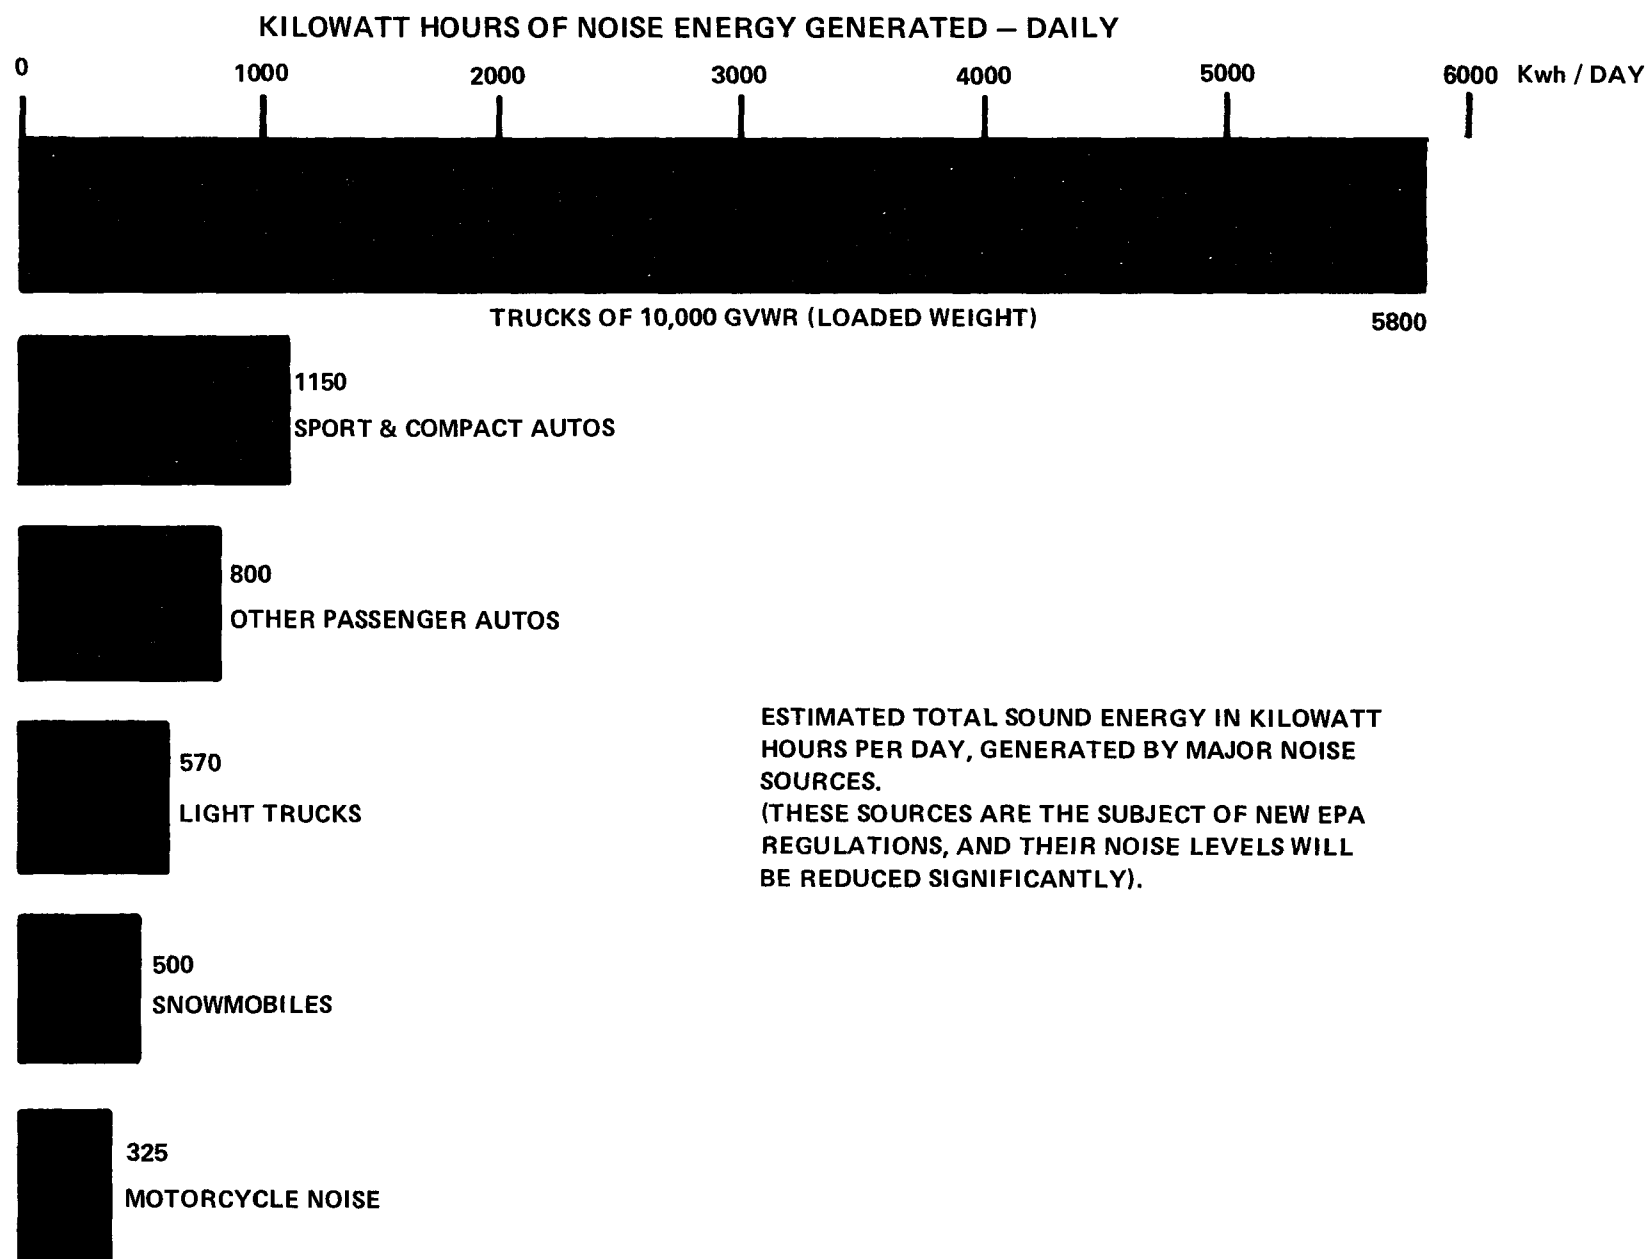 KILOWATT HOURS OF NOISE ENERGY GENERATED – DAILY
0 1000 2000 3000 4000 5000 6000 Kwh / DAY
TRUCKS OF 10,000 GVWR (LOADED WEIGHT) 5800
1150
SPORT & COMPACT AUTOS
800
OTHER PASSENGER AUTOS
ESTIMATED TOTAL SOUND ENERGY IN KILOWATT
HOURS PER DAY, GENERATED BY MAJOR NOISE
SOURCES.
(THESE SOURCES ARE THE SUBJECT OF NEW EPA
REGULATIONS, AND THEIR NOISE LEVELS WILL
BE REDUCED SIGNIFICANTLY).
570
LIGHT TRUCKS
500
SNOWMOBILES
325
MOTORCYCLE NOISE